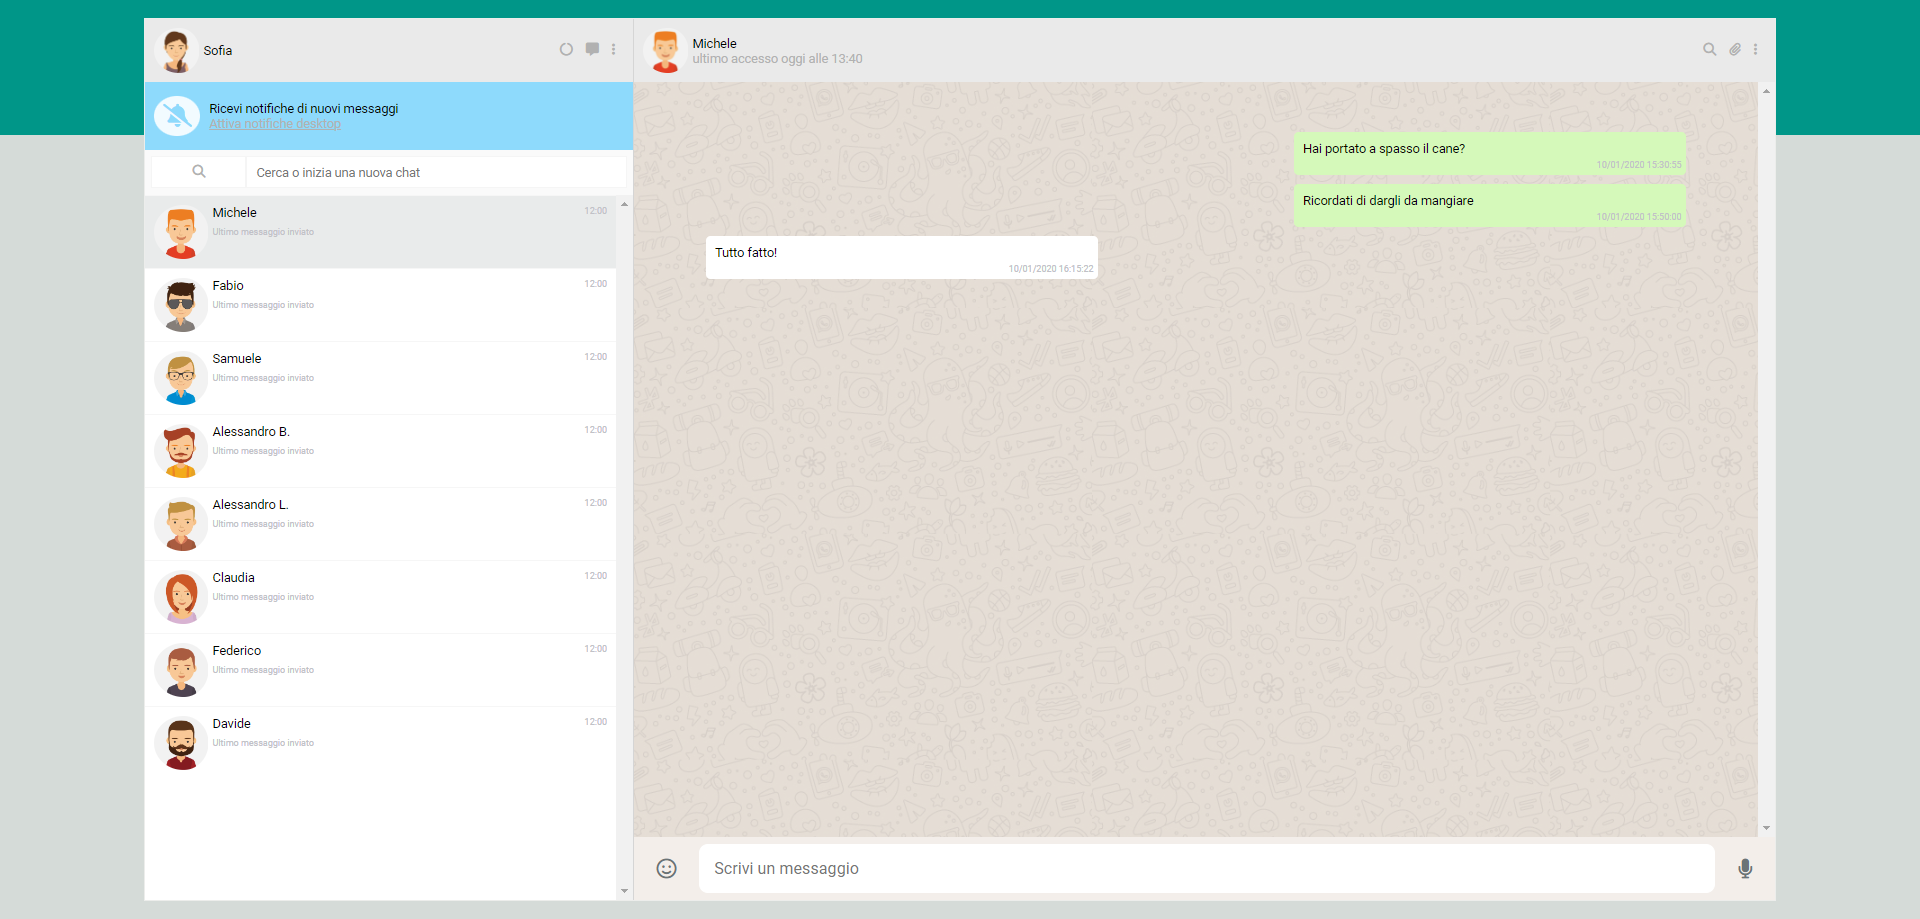 Sofia
Ricevi notifiche di nuovi messaggi
Attiva notifiche desktop
Cerca o inizia una nuova chat
Michele 12:00
Ultimo messaggio inviato
Fabio 12:00
Ultimo messaggio inviato
Samuele 12:00
Ultimo messaggio inviato
Alessandro B. 12:00
Ultimo messaggio inviato
Alessandro L. 12:00
Ultimo messaggio inviato
Claudia 12:00
Ultimo messaggio inviato
Federico 12:00
Ultimo messaggio inviato
Davide 12:00
Ultimo messaggio inviato
Michele
ultimo accesso oggi alle 13:40
Hai portato a spasso il cane?
10/01/2020 15:30:55
Ricordati di dargli da mangiare
10/01/2020 15:50:00
Tutto fatto!
10/01/2020 16:15:22
Scrivi un messaggio